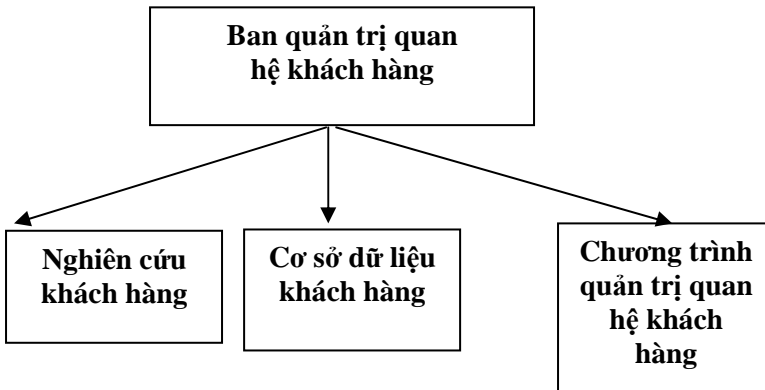 Ban quản trị quan
hệ khách hàng
Nghiên cứu
khách hàng
Cơ sở dữ liệu
khách hàng
Chương trình
quản trị quan
hệ khách
hàng